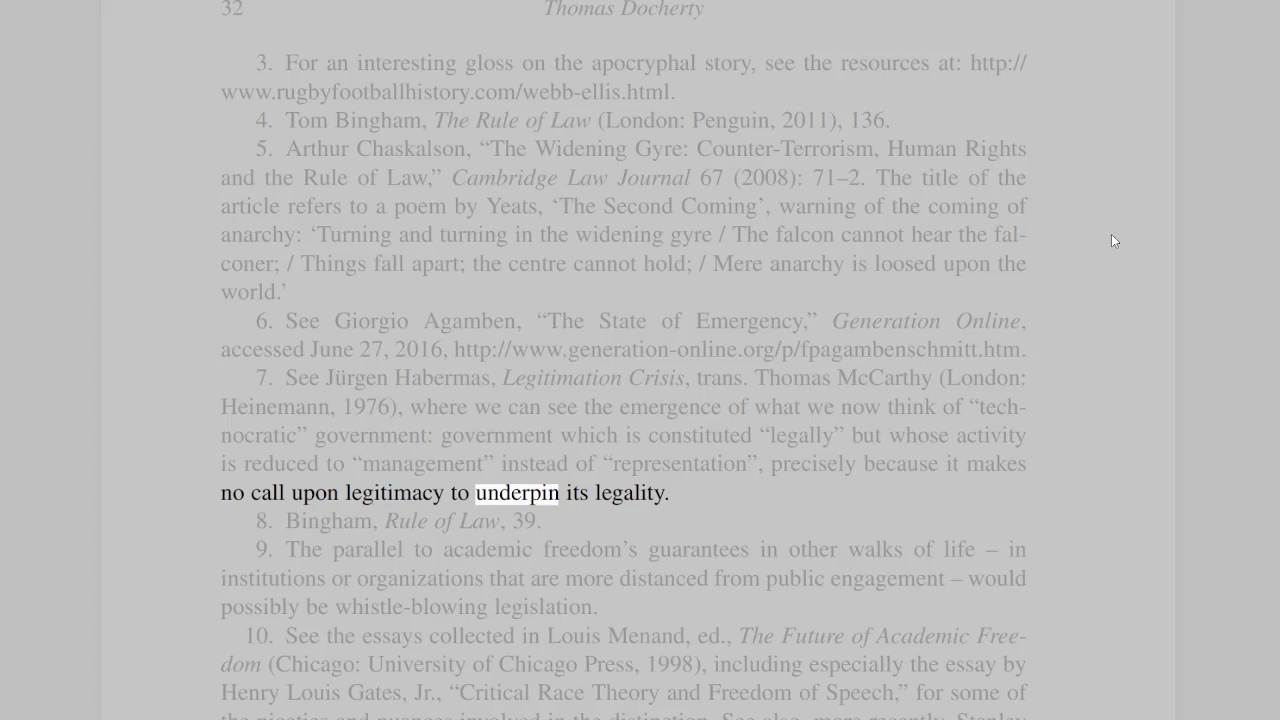 32 Thomas Docherty
3. For an interesting gloss on the apocryphal story, see the resources at: http://
www.rugbyfootballhistory.com/webb-ellis.html.
4. Tom Bingham, The Rule of Law (London: Penguin, 2011), 136.
5. Arthur Chaskalson, “The Widening Gyre: Counter-Terrorism, Human Rights
and the Rule of Law,” Cambridge Law Journal 67 (2008): 71–2. The title of the
article refers to a poem by Yeats, ‘The Second Coming’, warning of the coming of
anarchy: ‘Turning and turning in the widening gyre / The falcon cannot hear the fal-
coner; / Things fall apart; the centre cannot hold; / Mere anarchy is loosed upon the
world.’
6. See Giorgio Agamben, “The State of Emergency,” Generation Online,
accessed June 27, 2016, http://www.generation-online.org/p/fpagambenschmitt.htm.
7. See Jürgen Habermas, Legitimation Crisis, trans. Thomas McCarthy (London:
Heinemann, 1976), where we can see the emergence of what we now think of “tech-
nocratic” government: government which is constituted “legally” but whose activity
is reduced to “management” instead of “representation”, precisely because it makes
no call upon legitimacy to underpin its legality.
8. Bingham, Rule of Law, 39.
9. The parallel to academic freedom’s guarantees in other walks of life – in
institutions or organizations that are more distanced from public engagement – would
possibly be whistle-blowing legislation.
10. See the essays collected in Louis Menand, ed., The Future of Academic Free-
dom (Chicago: University of Chicago Press, 1998), including especially the essay by
Henry Louis Gates, Jr., “Critical Race Theory and Freedom of Speech,” for some of
the niceties and nuances involved in the distinction. See also, more recently, Stanley